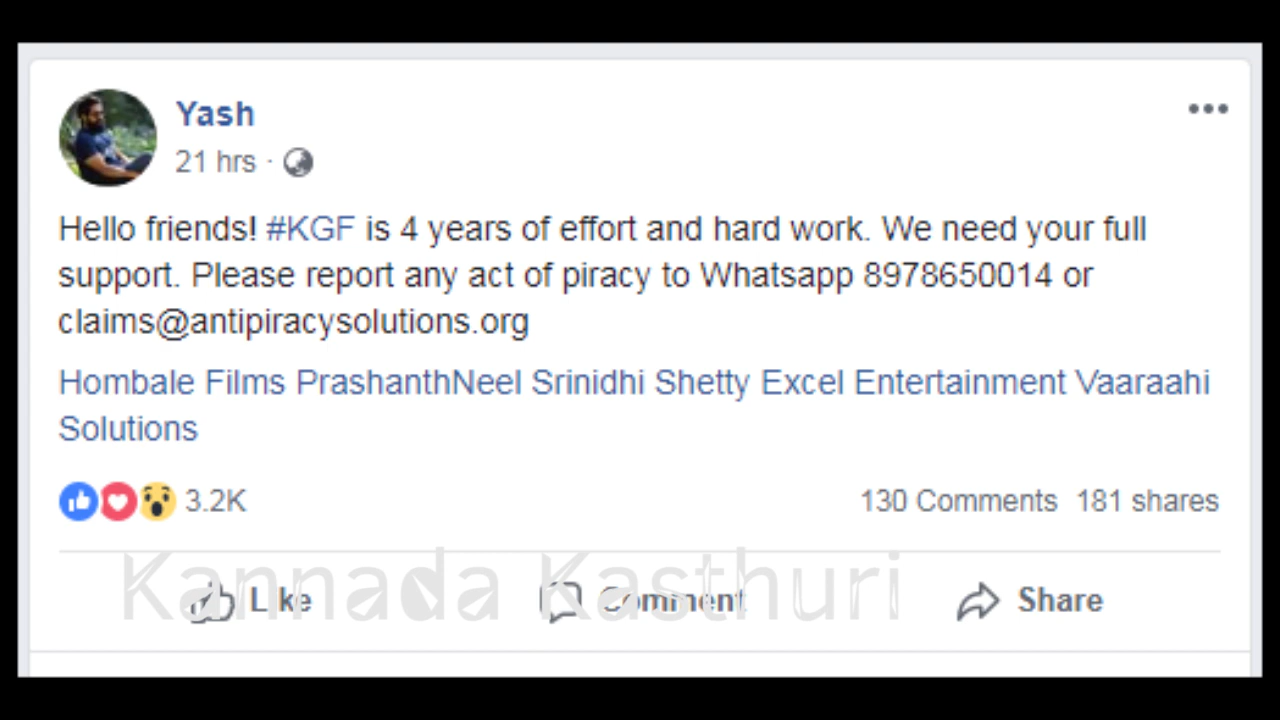 Yash
21 hrs ·
Hello friends! #KGF is 4 years of effort and hard work. We need your full
support. Please report any act of piracy to Whatsapp 8978650014 or
claims@antipiracysolutions.org
Hombale Films PrashanthNeel Srinidhi Shetty Excel Entertainment Vaaraahi
Solutions
3.2K 130 Comments 181 shares
Kannada Kasthuri
Like Comment Share